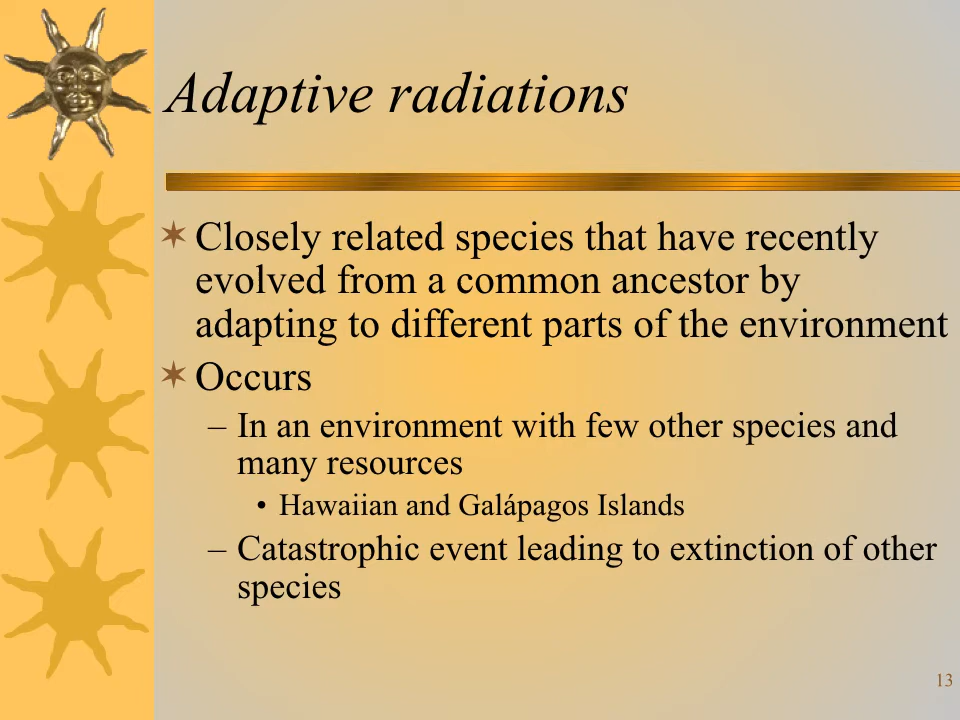 Adaptive radiations
✶ Closely related species that have recently
evolved from a common ancestor by
adapting to different parts of the environment
✶ Occurs
– In an environment with few other species and
many resources
• Hawaiian and Galápagos Islands
– Catastrophic event leading to extinction of other
species
13